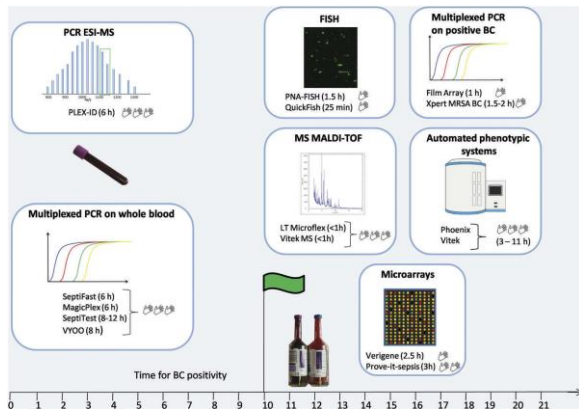 PCR ESI-MS
PLEX-ID (6 h)
FISH
PNA-FISH (1.5 h)
QuickFish (25 min)
Multiplexed PCR
on positive BC
Film Array (1 h)
Xpert MRSA BC (1.5-2 h)
MS MALDI-TOF
LT Microflex (<1h)
Vitek MS (<1h)
Automated phenotypic
systems
Phoenix
Vitek
(3 – 11 h)
Multiplexed PCR on whole blood
SeptiFast (6 h)
MagicPlex (6 h)
SeptiTest (8-12 h)
VYOO (8 h)
Microarrays
Verigene (2.5 h)
Prove-it-sepsis (3h)
Time for BC positivity
0 1 2 3 4 5 6 7 8 9 10 11 12 13 14 15 16 17 18 19 20 21